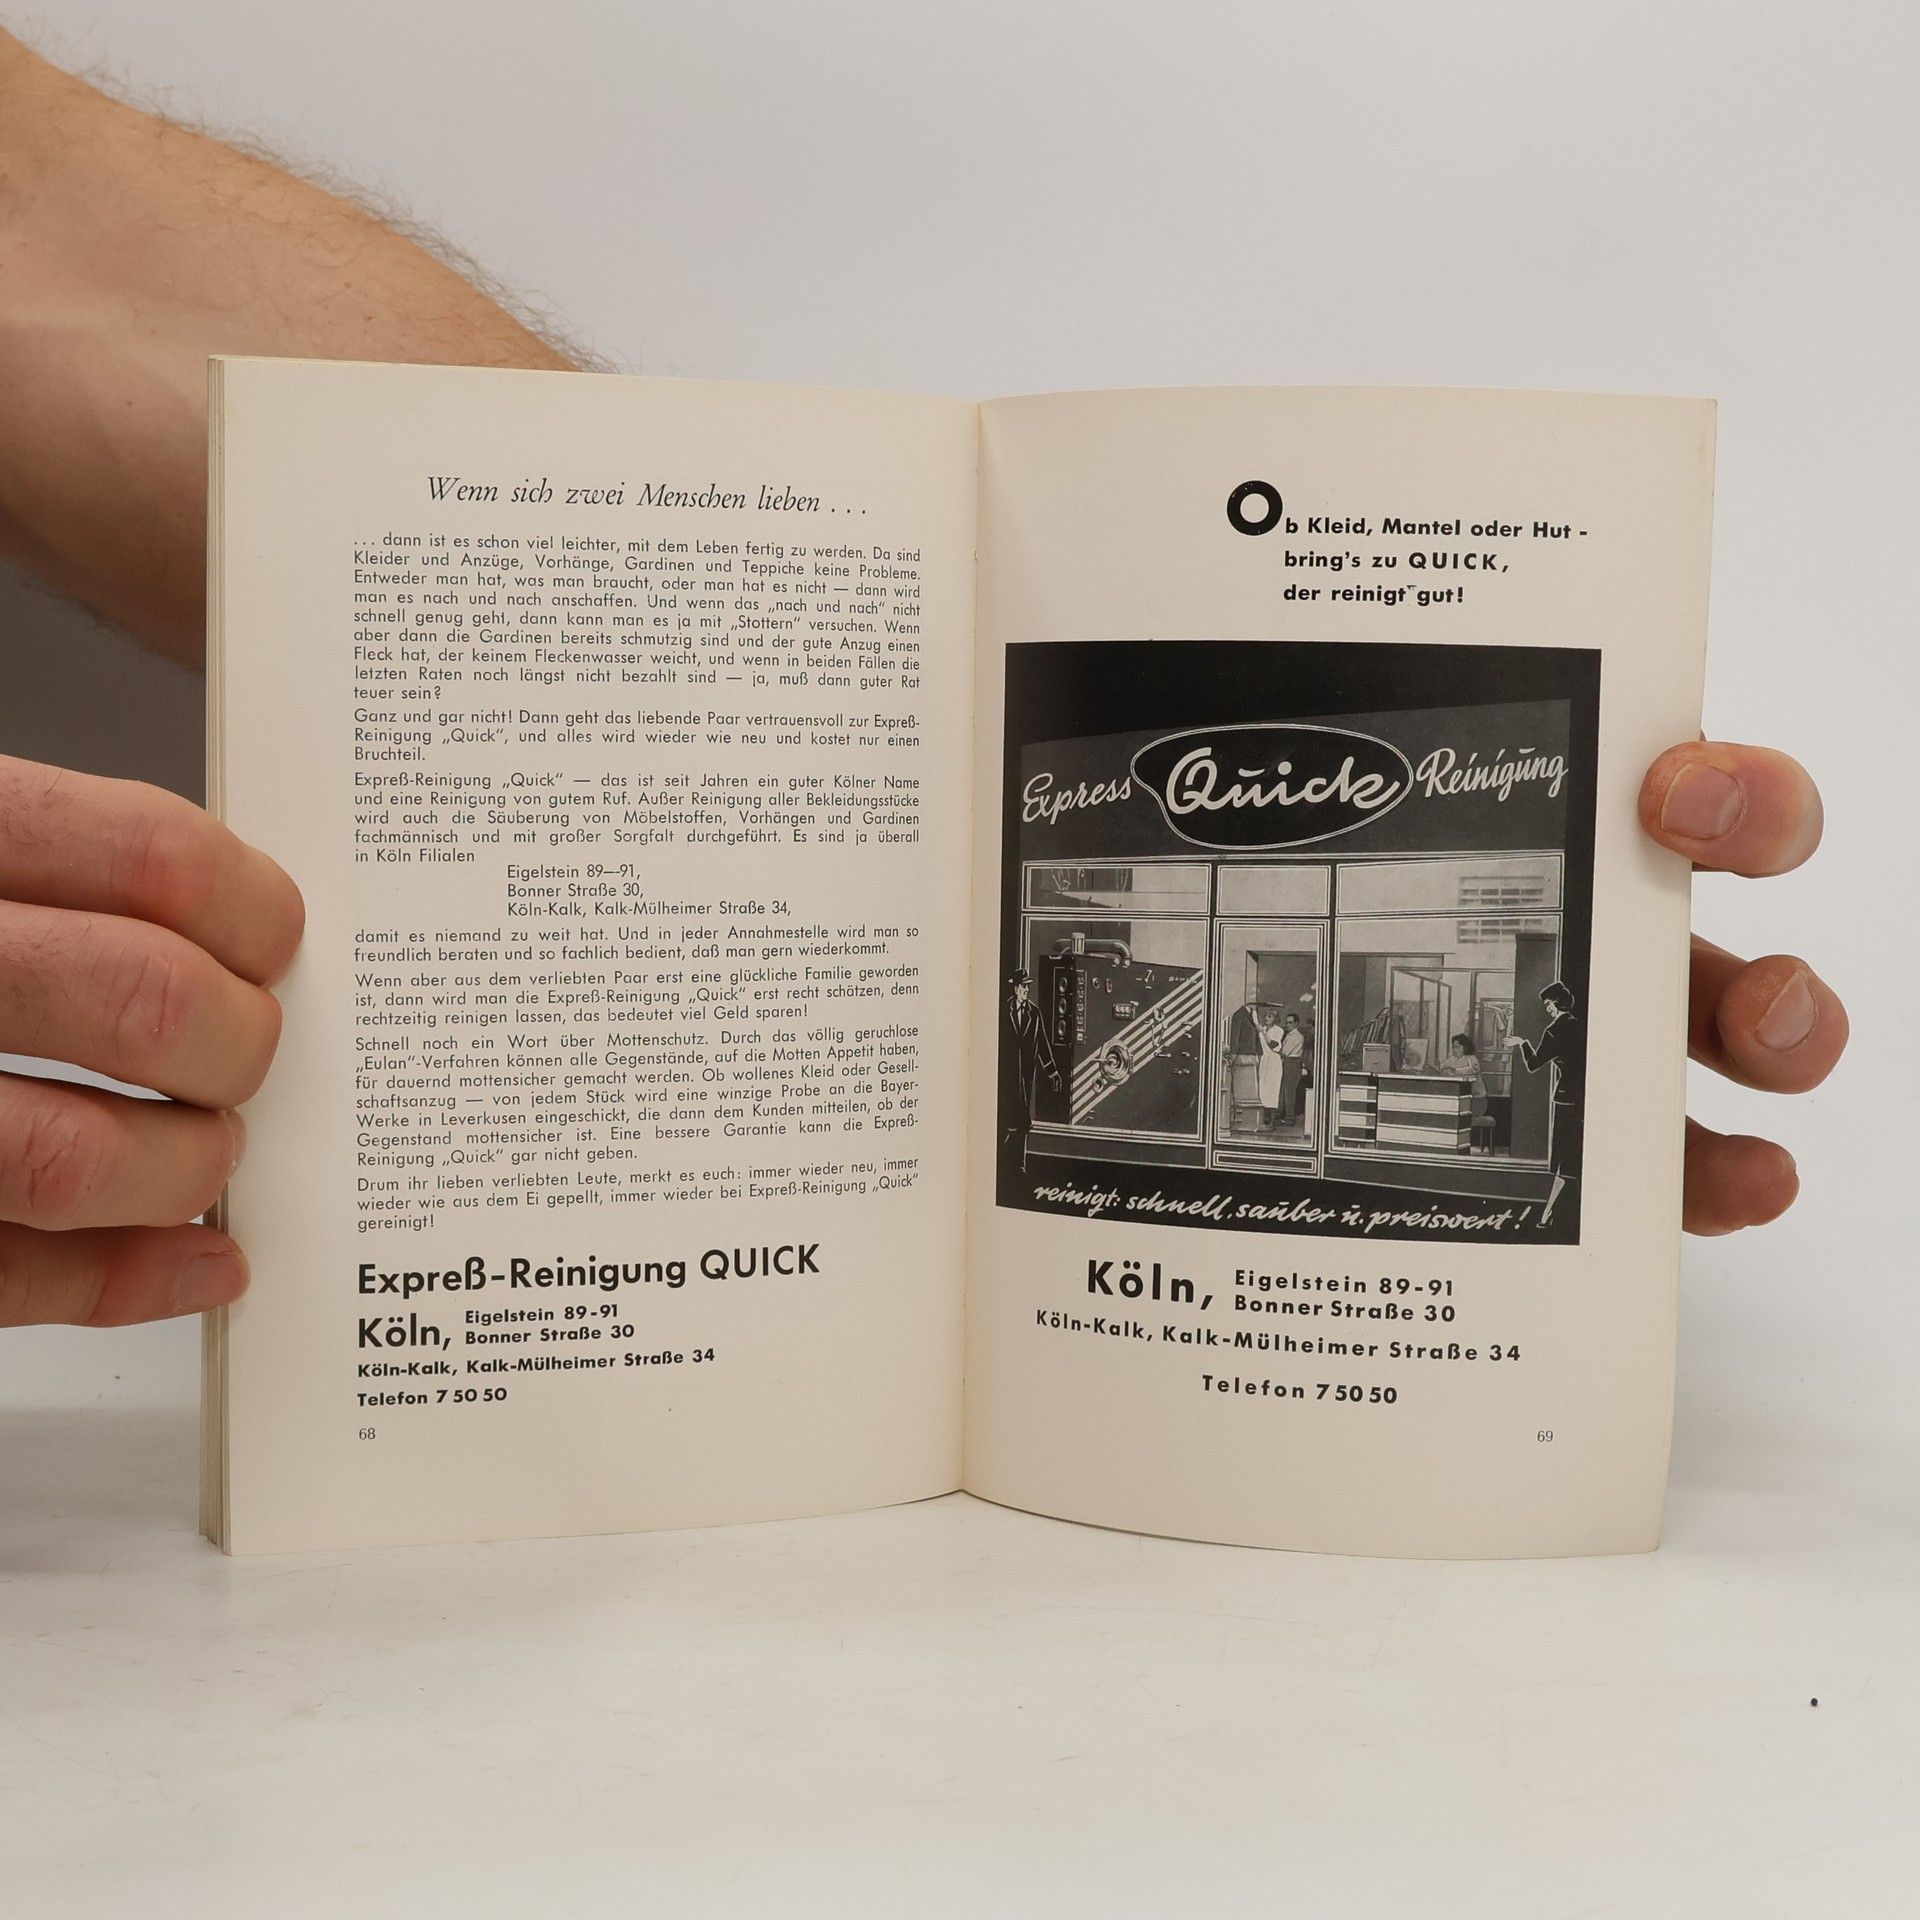 Wenn sich zwei Menschen lieben . . .
. . . dann ist es schon viel leichter, mit dem Leben fertig zu werden. Da sind
Kleider und Anzüge, Vorhänge, Gardinen und Teppiche keine Probleme.
Entweder man hat, was man braucht, oder man hat es nicht — dann wird
man es nach und nach anschaffen. Und wenn das „nach und nach“ nicht
schnell genug geht, dann kann man es ja mit „Stottern“ versuchen. Wenn
aber dann die Gardinen bereits schmutzig sind und der gute Anzug einen
Fleck hat, der keinem Fleckenwasser weicht, und wenn in beiden Fällen die
letzten Raten noch längst nicht bezahlt sind — ja, muß dann guter Rat
teuer sein?
Ganz und gar nicht! Dann geht das liebende Paar vertrauensvoll zur Expreß-
Reinigung „Quick“, und alles wird wieder wie neu und kostet nur einen
Bruchteil.
Expreß-Reinigung „Quick“ — das ist seit Jahren ein guter Kölner Name
und eine Reinigung von gutem Ruf. Außer Reinigung aller Bekleidungsstücke
wird auch die Säuberung von Möbelstoffen, Vorhängen und Gardinen
fachmännisch und mit großer Sorgfalt durchgeführt. Es sind ja überall
in Köln Filialen
Eigelstein 89—91,
Bonner Straße 30,
Köln-Kalk, Kalk-Mülheimer Straße 34,
damit es niemand zu weit hat. Und in jeder Annahmestelle wird man so
freundlich beraten und so fachlich bedient, daß man gern wiederkommt.
Wenn aber aus dem verliebten Paar erst eine glückliche Familie geworden
ist, dann wird man die Expreß-Reinigung „Quick“ erst recht schätzen, denn
rechtzeitig reinigen lassen, das bedeutet viel Geld sparen!
Schnell noch ein Wort über Mottenschutz. Durch das völlig geruchlose
„Eulan“-Verfahren können alle Gegenstände, auf die Motten Appetit haben,
für dauernd mottensicher gemacht werden. Ob wollenes Kleid oder Gesell-
schaftsanzug — von jedem Stück wird eine winzige Probe an die Bayer-
Werke in Leverkusen eingeschickt, die dann dem Kunden mitteilen, ob der
Gegenstand mottensicher ist. Eine bessere Garantie kann die Expreß-
Reinigung „Quick“ gar nicht geben.
Drum ihr lieben verliebten Leute, merkt es euch: immer wieder neu, immer
wieder wie aus dem Ei gepellt, immer wieder bei Expreß-Reinigung „Quick“
gereinigt!
Expreß-Reinigung QUICK
Köln, Eigelstein 89-91
Bonner Straße 30
Köln-Kalk, Kalk-Mülheimer Straße 34
Telefon 7 50 50
68
Ob Kleid, Mantel oder Hut -
bring's zu QUICK,
der reinigt gut!
Express Quick Reinigung
reinigt: schnell, sauber u. preiswert!
Köln, Eigelstein 89-91
Bonner Straße 30
Köln-Kalk, Kalk-Mülheimer Straße 34
Telefon 7 50 50
69